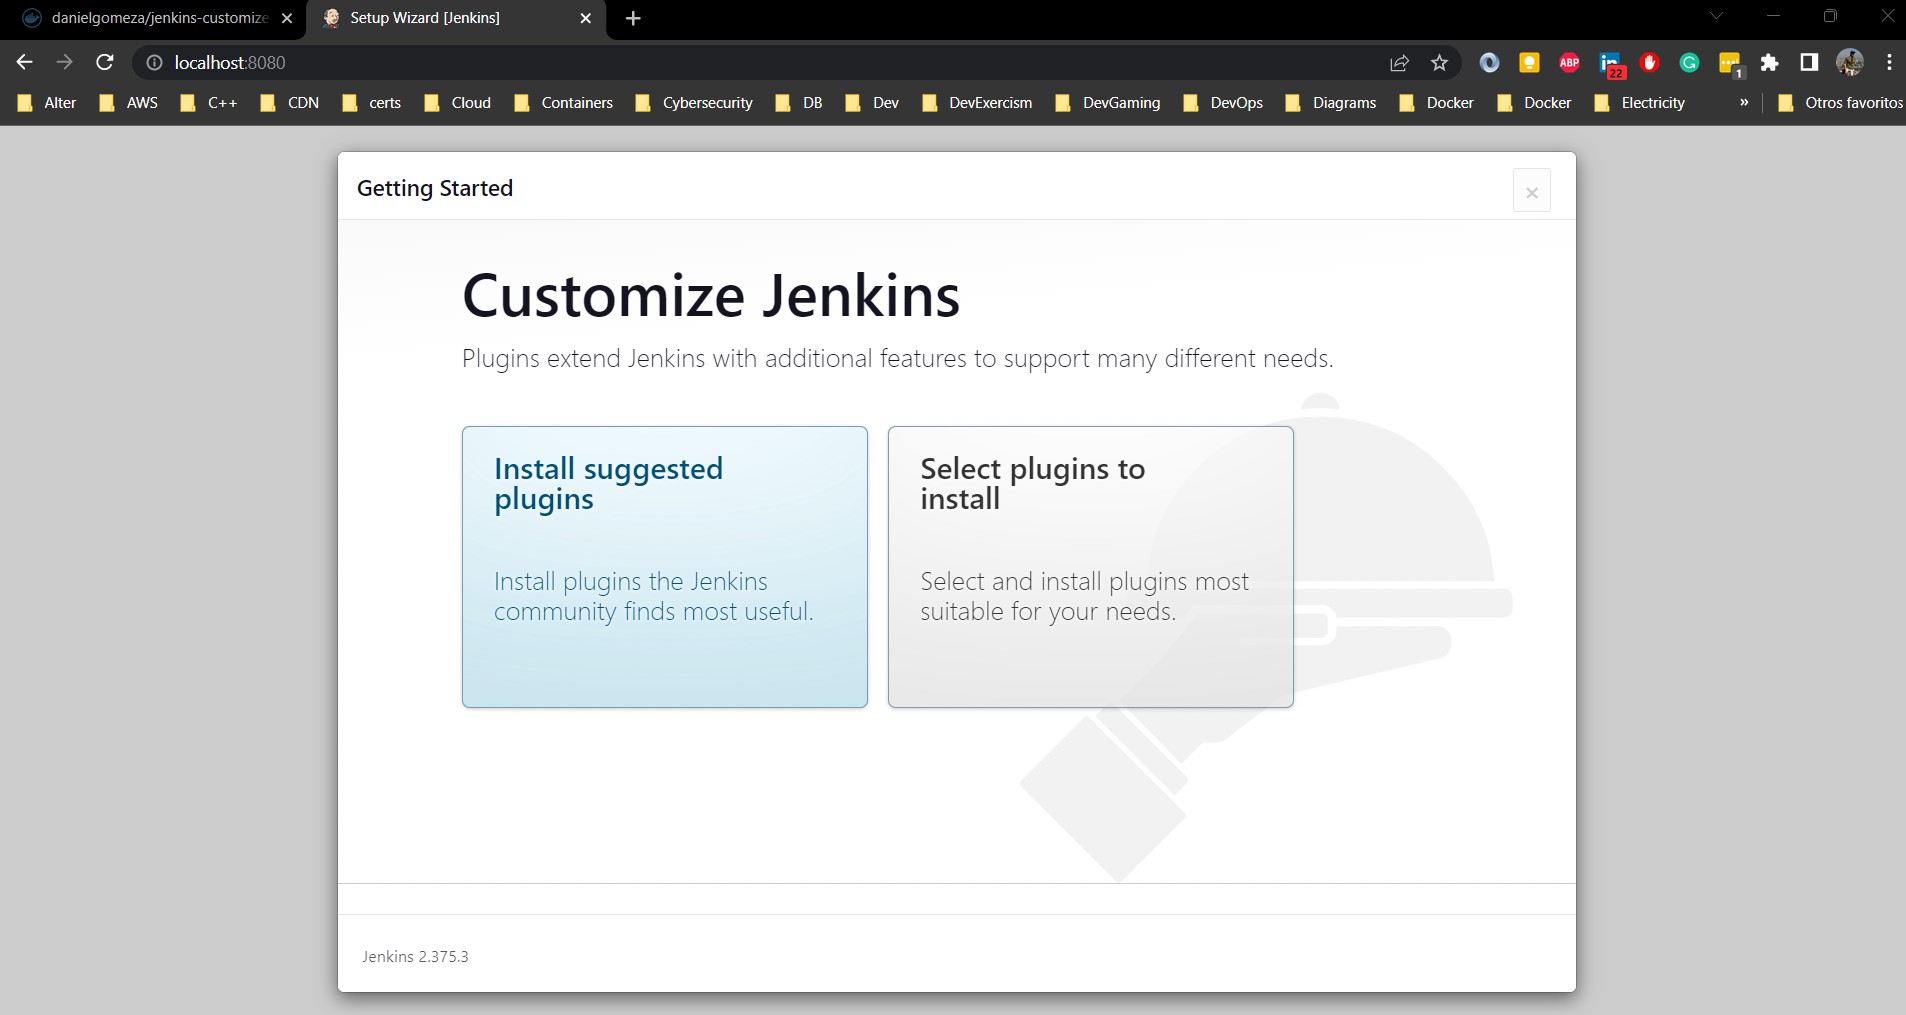 danielgomeza/jenkins-customize
Setup Wizard [Jenkins]
localhost:8080
ABP
in
22
G
1
Alter
AWS
C++
CDN
certs
Cloud
Containers
Cybersecurity
DB
Dev
DevExercism
DevGaming
DevOps
Diagrams
Docker
Docker
Electricity
»
Otros favoritos
Getting Started
×
Customize Jenkins
Plugins extend Jenkins with additional features to support many different needs.
Install suggested
plugins
Install plugins the Jenkins
community finds most useful.
Select plugins to
install
Select and install plugins most
suitable for your needs.
Jenkins 2.375.3